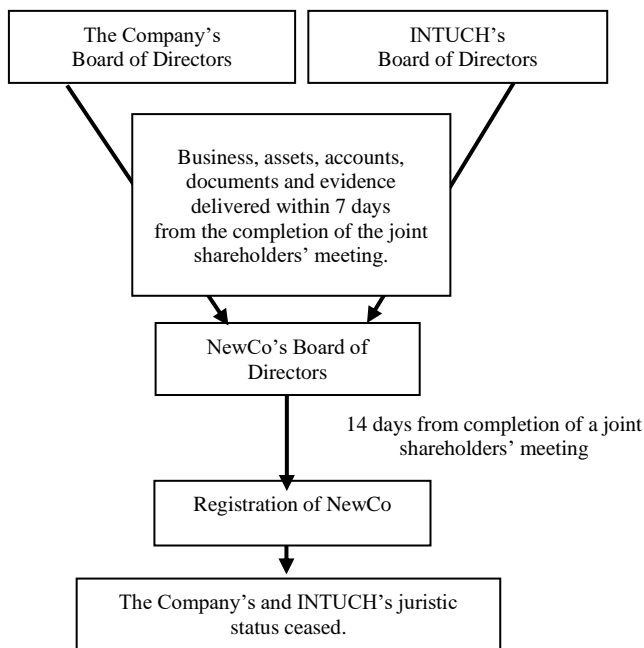 The Company’s
Board of Directors
INTUCH’s
Board of Directors
Business, assets, accounts,
documents and evidence
delivered within 7 days
from the completion of the joint
shareholders’ meeting.
NewCo’s Board of
Directors
14 days from completion of a joint
shareholders’ meeting
Registration of NewCo
The Company’s and INTUCH’s juristic
status ceased.